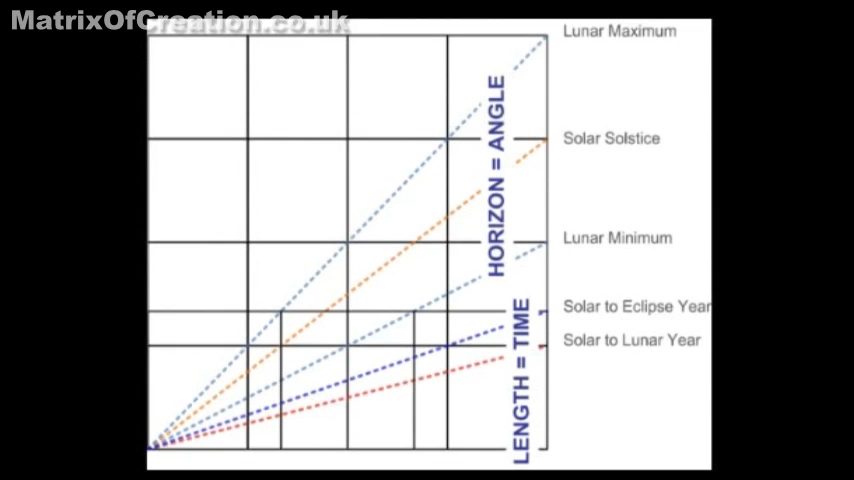 MatrixOfCreation.co.uk
Lunar Maximum
Solar Solstice
HORIZON = ANGLE
Lunar Minimum
Solar to Eclipse Year
Solar to Lunar Year
LENGTH = TIME